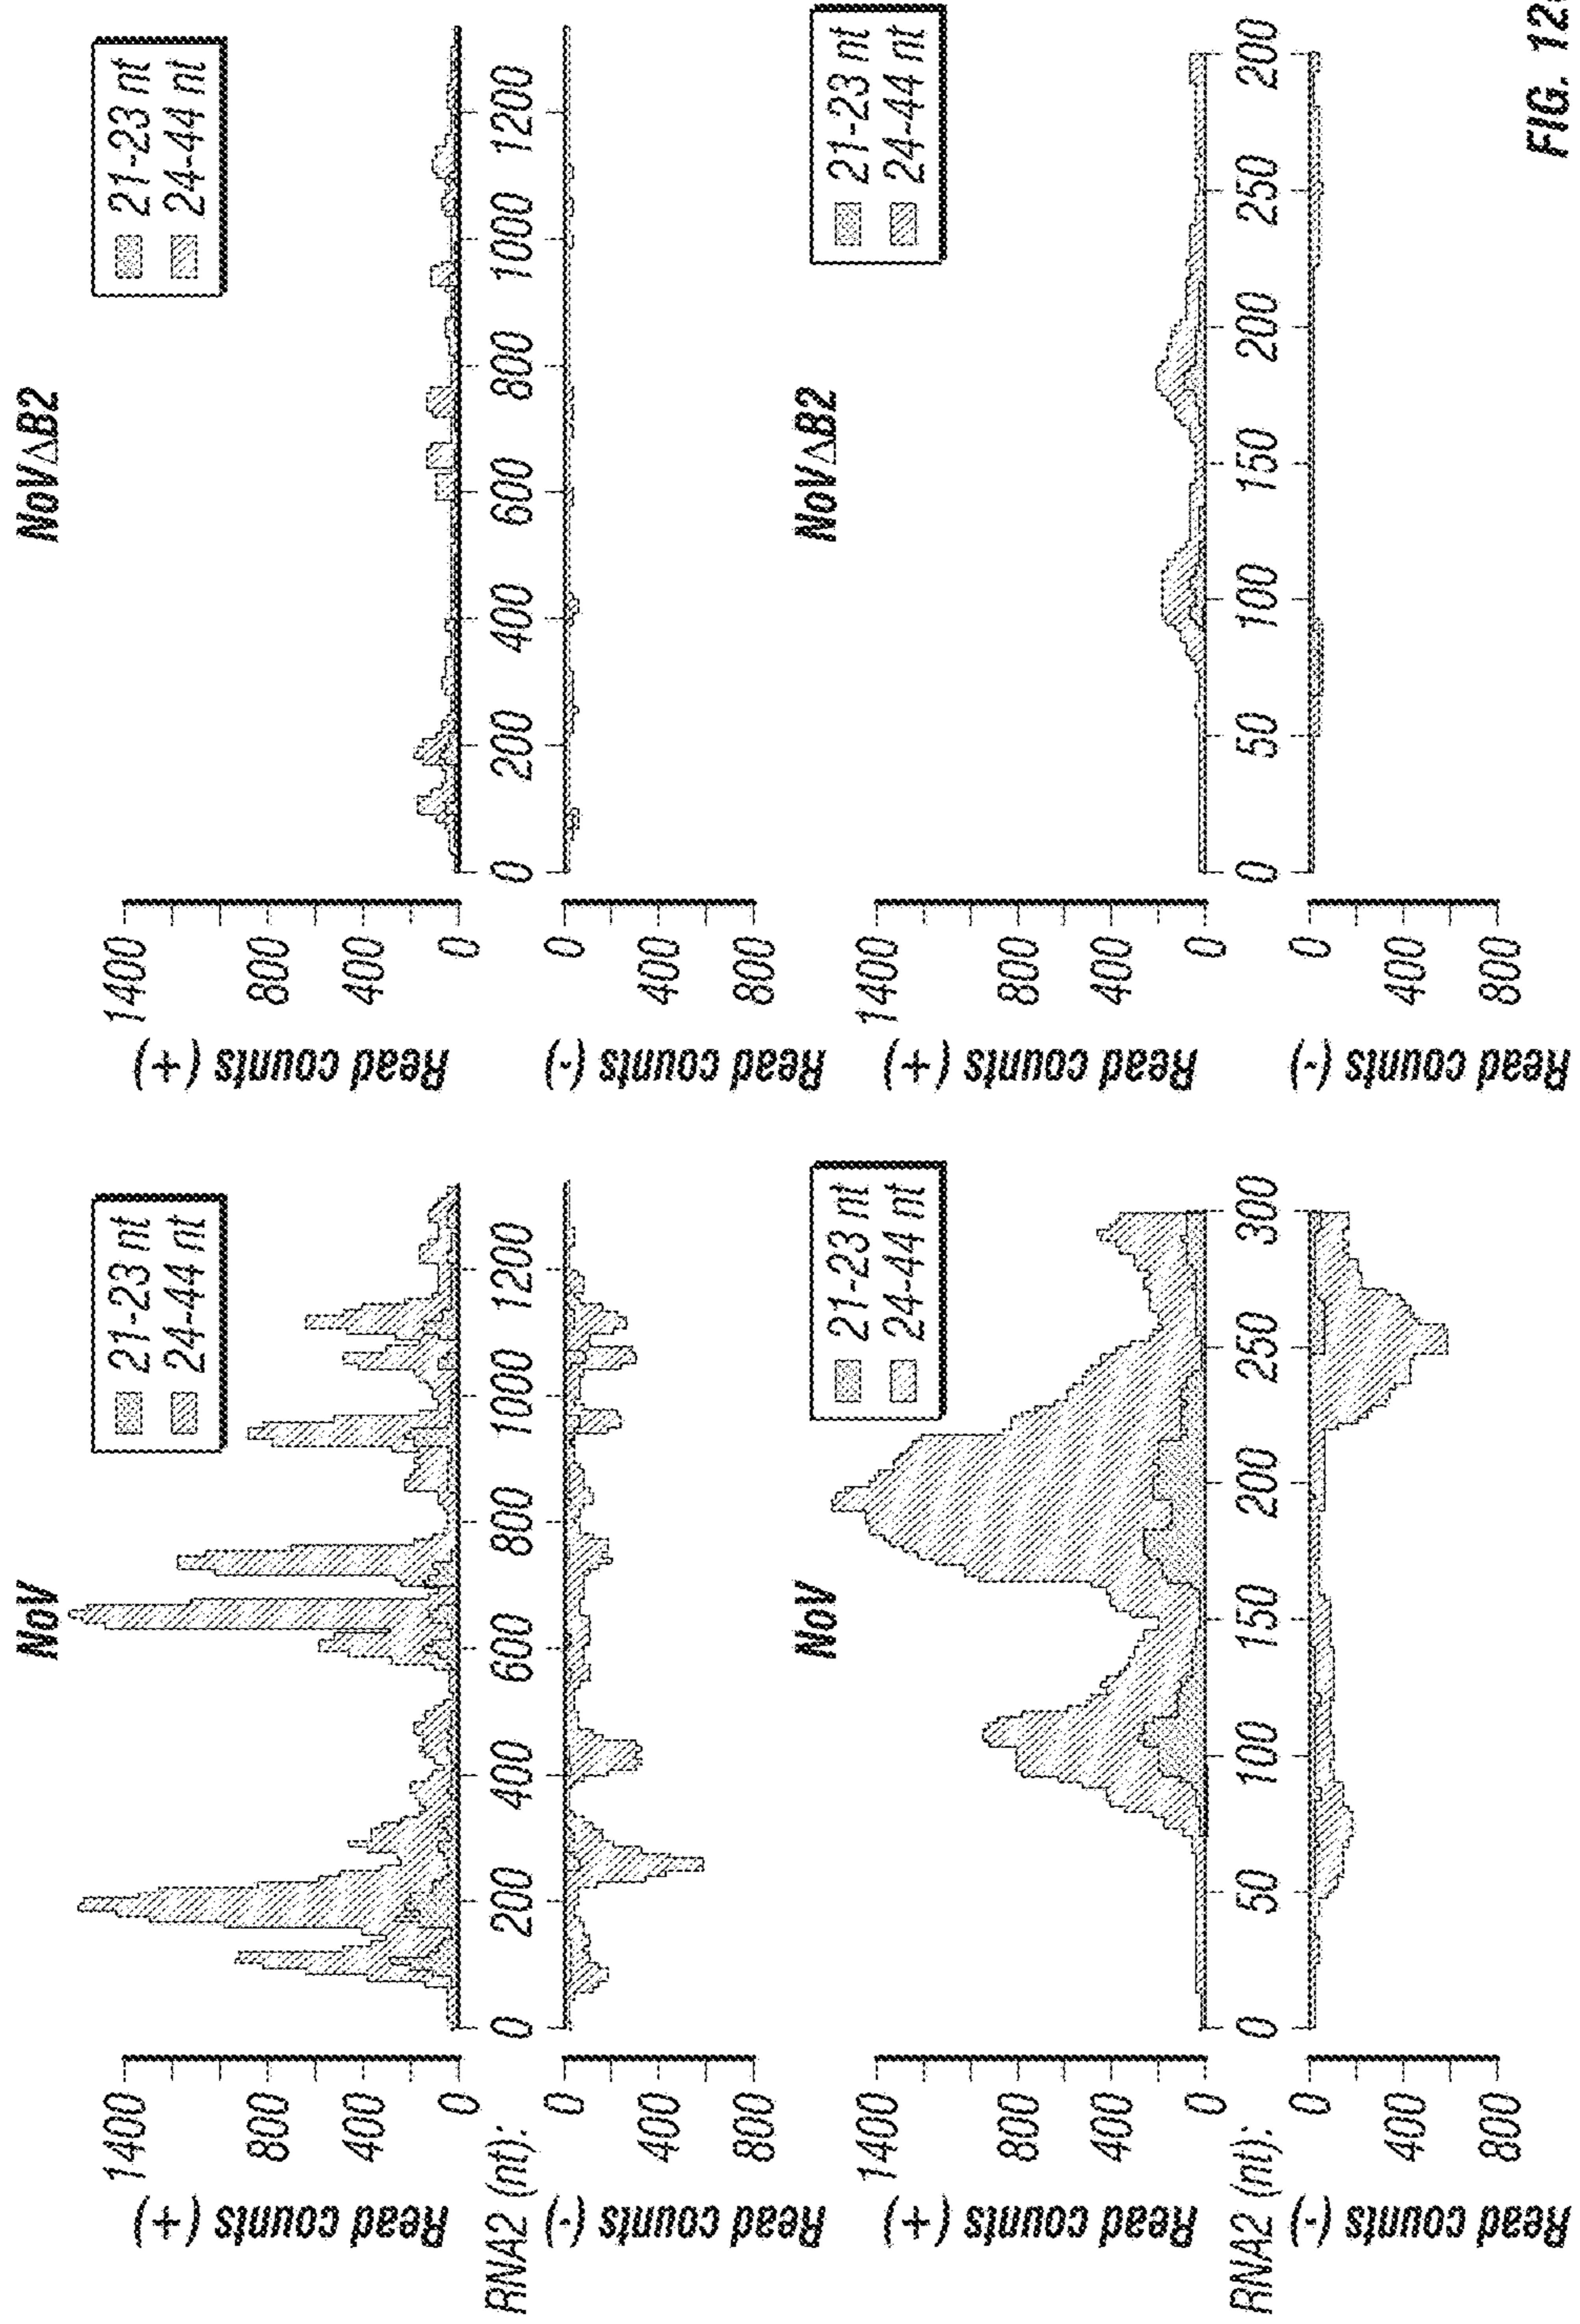 NoV
21-23 nt
24-44 nt
Read counts (+)
1400
800
400
0
RNA2 (nt):
0 200 400 600 800 1000 1200
Read counts (-)
0
400
800
NoVΔB2
21-23 nt
24-44 nt
Read counts (+)
1400
800
400
0
0 200 400 600 800 1000 1200
Read counts (-)
0
400
800
NoV
21-23 nt
24-44 nt
Read counts (+)
1400
800
400
0
RNA2 (nt):
0 50 100 150 200 250 300
Read counts (-)
0
400
800
NoVΔB2
21-23 nt
24-44 nt
Read counts (+)
1400
800
400
0
0 50 100 150 200 250 200
Read counts (-)
0
400
800
FIG.